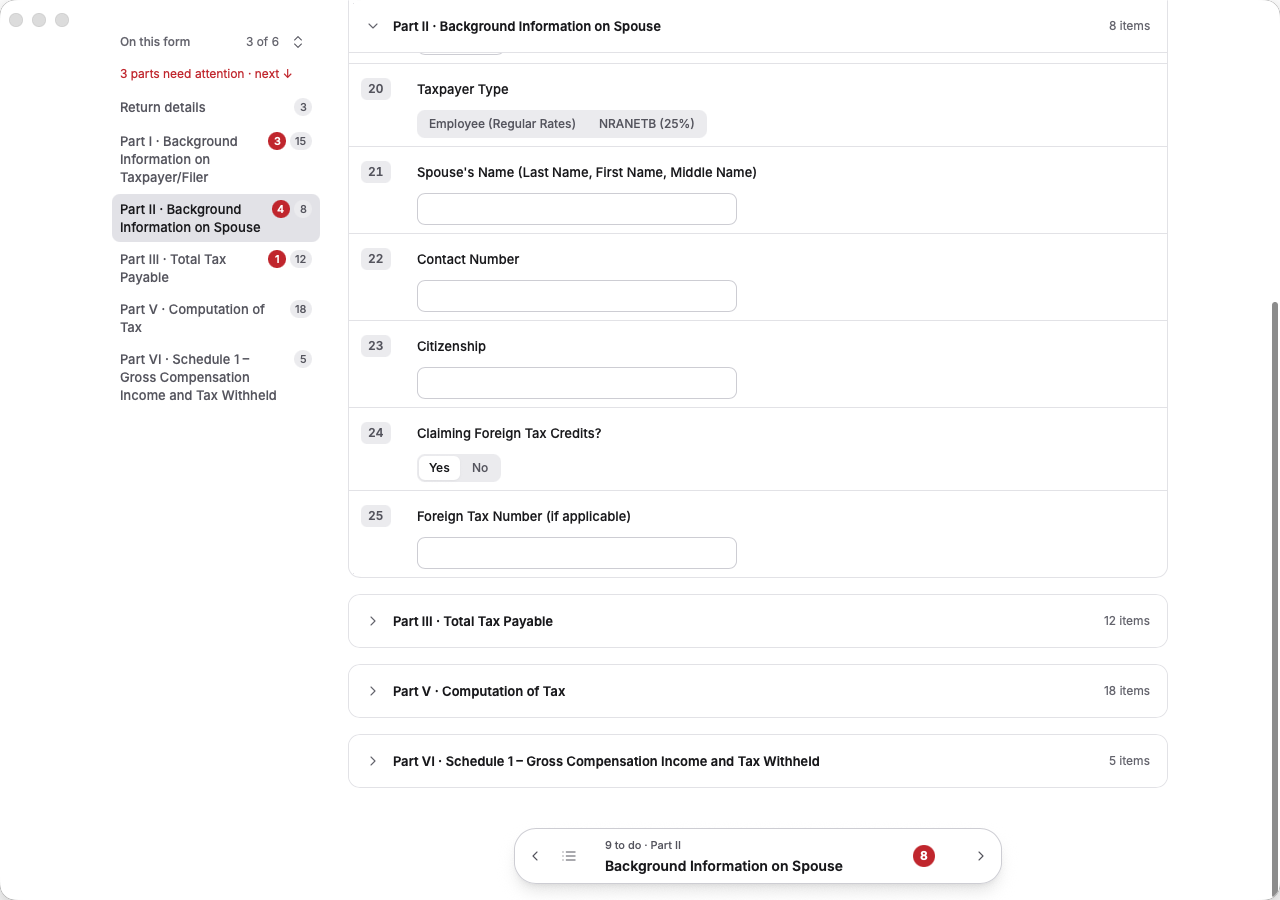 On this form
3 of 6
3 parts need attention · next ↓
Return details
3
Part I · Background Information on Taxpayer/Filer
3
15
Part II · Background Information on Spouse
4
8
Part III · Total Tax Payable
1
12
Part V · Computation of Tax
18
Part VI · Schedule 1 – Gross Compensation Income and Tax Withheld
5
Part II · Background Information on Spouse
8 items
20
Taxpayer Type
Employee (Regular Rates)
NRANETB (25%)
21
Spouse's Name (Last Name, First Name, Middle Name)
22
Contact Number
23
Citizenship
24
Claiming Foreign Tax Credits?
Yes
No
25
Foreign Tax Number (if applicable)
Part III · Total Tax Payable
12 items
Part V · Computation of Tax
18 items
Part VI · Schedule 1 – Gross Compensation Income and Tax Withheld
5 items
9 to do · Part II
Background Information on Spouse
8